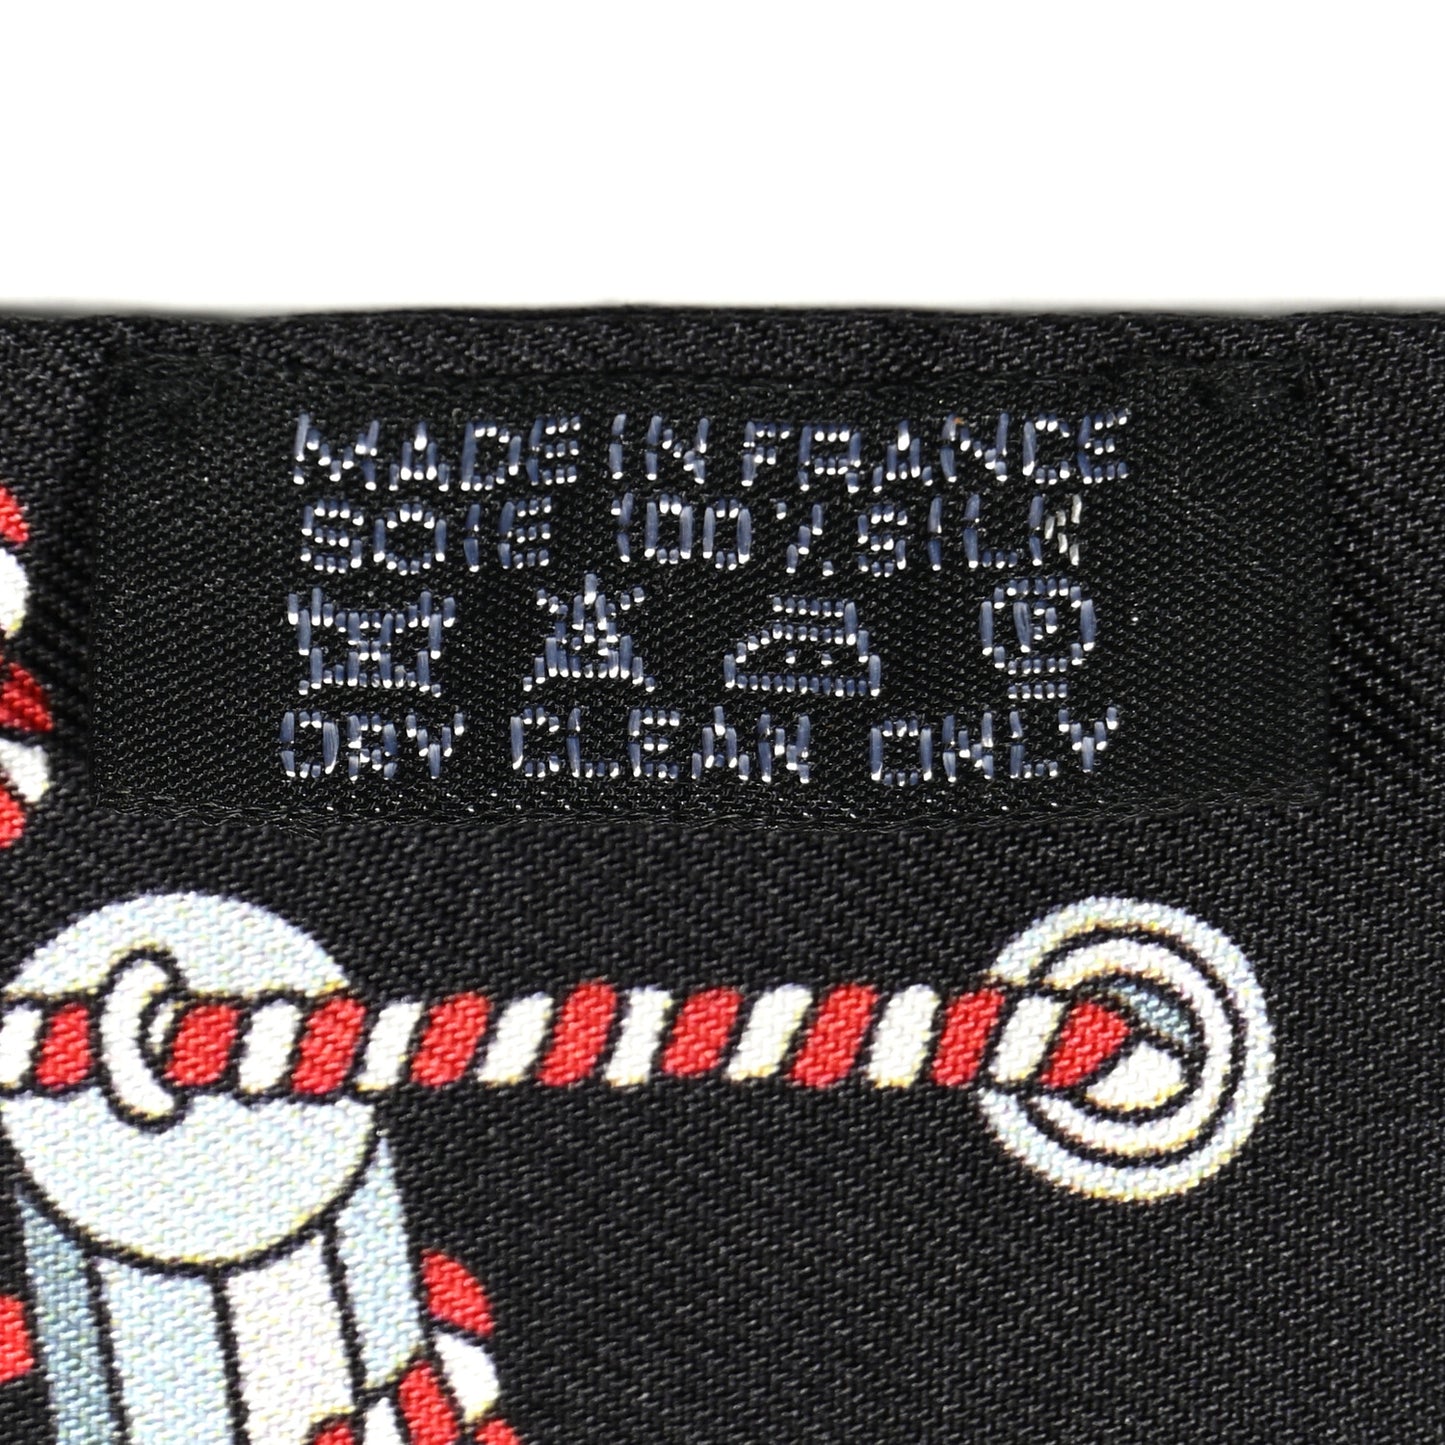 MADE IN FRANCE
SOIE 100% SILK
P
DRY CLEAN ONLY